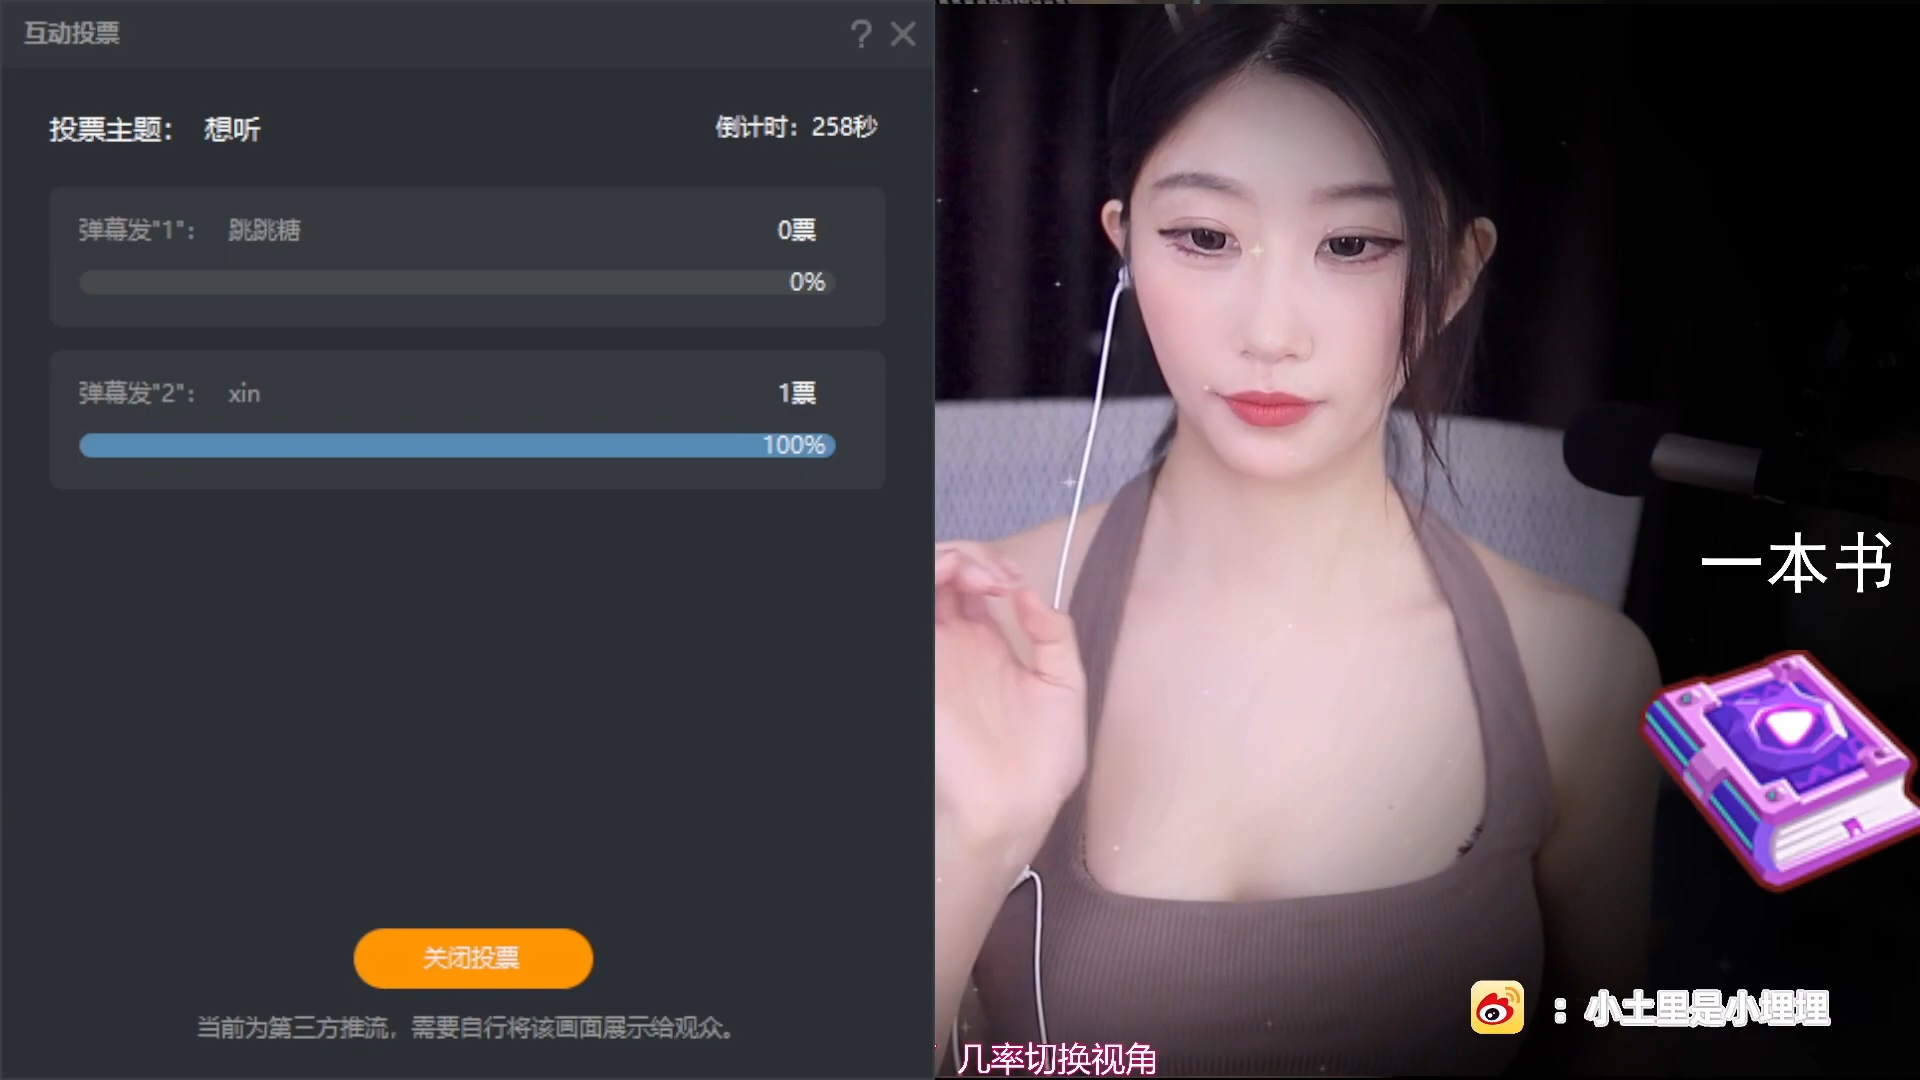 互动投票
投票主题： 想听
倒计时：258秒
弹幕发"1"： 跳跳糖
0票
0%
弹幕发"2"： xin
1票
100%
关闭投票
当前为第三方推流，需要自行将该画面展示给观众。
一本书
：小土里是小埋埋
几率切换视角